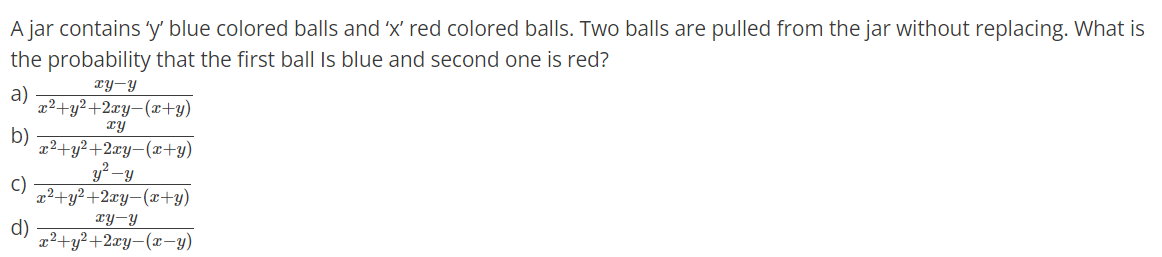 A jar contains ‘y’ blue colored balls and ‘x’ red colored balls. Two balls are pulled from the jar without replacing. What is
the probability that the first ball Is blue and second one is red?
a) \frac{xy-y}{x^2+y^2+2xy-(x+y)}
b) \frac{xy}{x^2+y^2+2xy-(x+y)}
c) \frac{y^2-y}{x^2+y^2+2xy-(x+y)}
d) \frac{xy-y}{x^2+y^2+2xy-(x-y)}